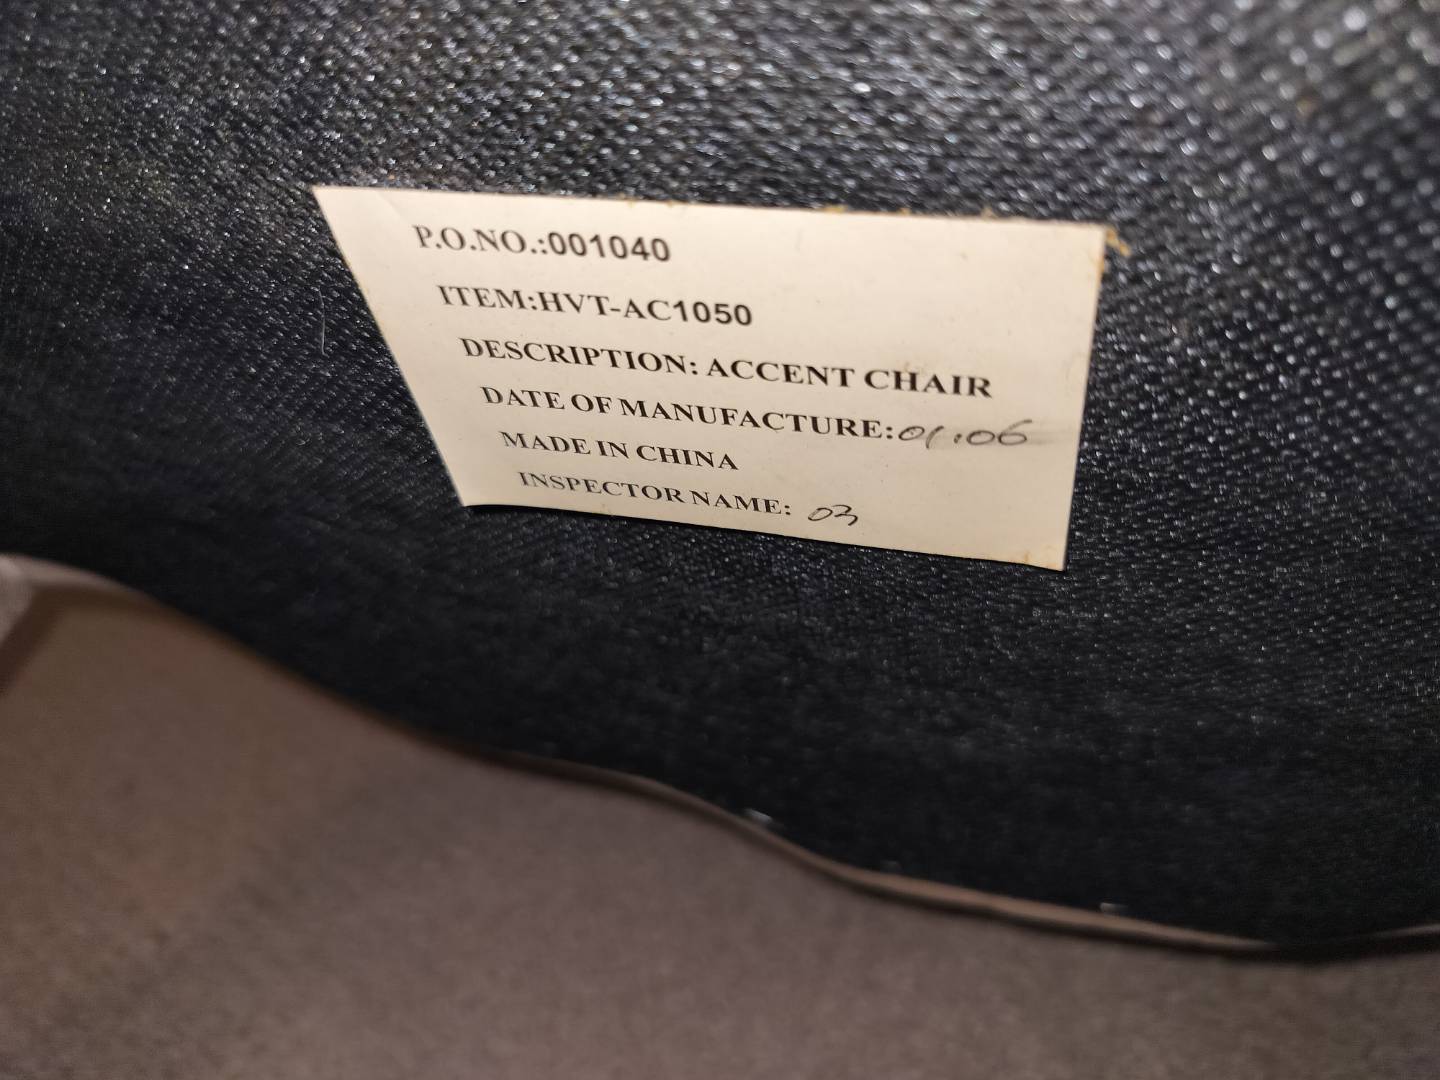 P.O.NO.:001040
ITEM:HVT-AC1050
DESCRIPTION: ACCENT CHAIR
DATE OF MANUFACTURE:01.06
MADE IN CHINA
INSPECTOR NAME: 03